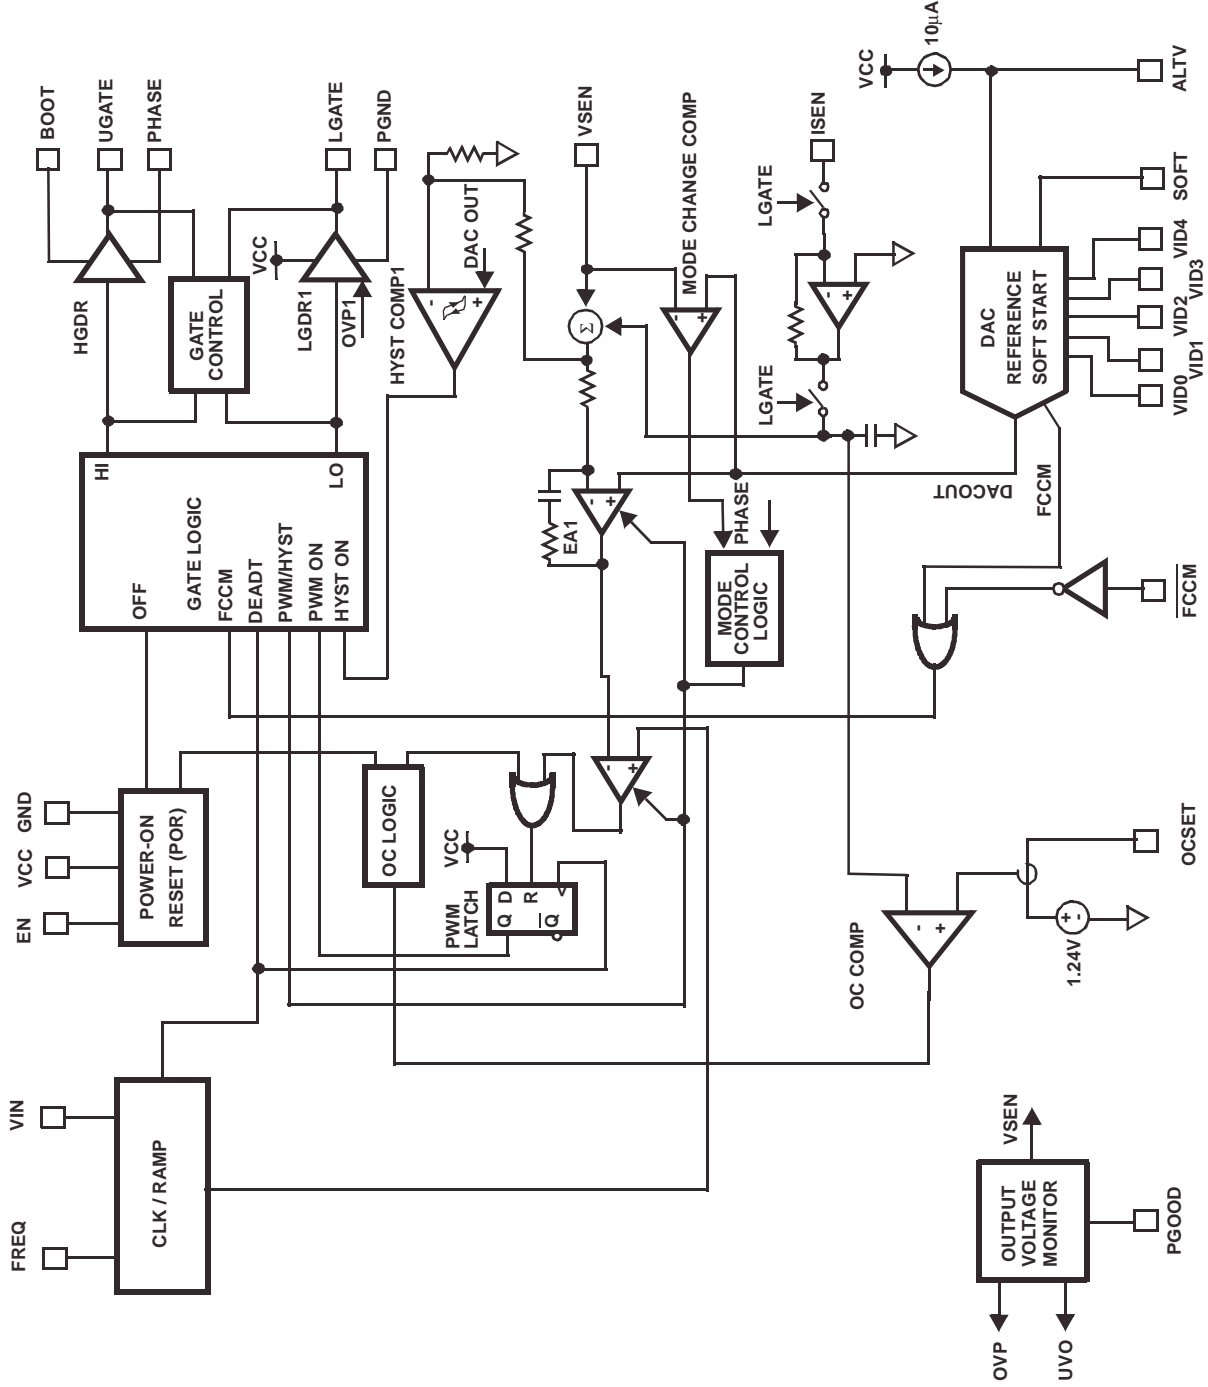 BOOT
UGATE
PHASE
LGATE
PGND
VSEN
ISEN
ALTV
SOFT
VID4
VID3
VID2
VID1
VID0
VCC
10µA
HGDR
GATE
CONTROL
VCC
LGDR1
OVP1
HYST COMP1
-
+
DAC OUT
Σ
MODE CHANGE COMP
-
+
LGATE
-
+
LGATE
DAC
REFERENCE
SOFT START
HI
LO
OFF
GATE LOGIC
FCCM
DEADT
PWM/HYST
PWM ON
HYST ON
-
+
EA1
PHASE
MODE
CONTROL
LOGIC
DACOUT
FCCM
FCCM
GND
VCC
EN
POWER-ON
RESET (POR)
OC LOGIC
VCC
PWM
LATCH
Q D
R
Q
<
-
+
OC COMP
-
+
OCSET
+ -
1.24V
VIN
FREQ
CLK / RAMP
VSEN
OUTPUT
VOLTAGE
MONITOR
PGOOD
OVP
UVO